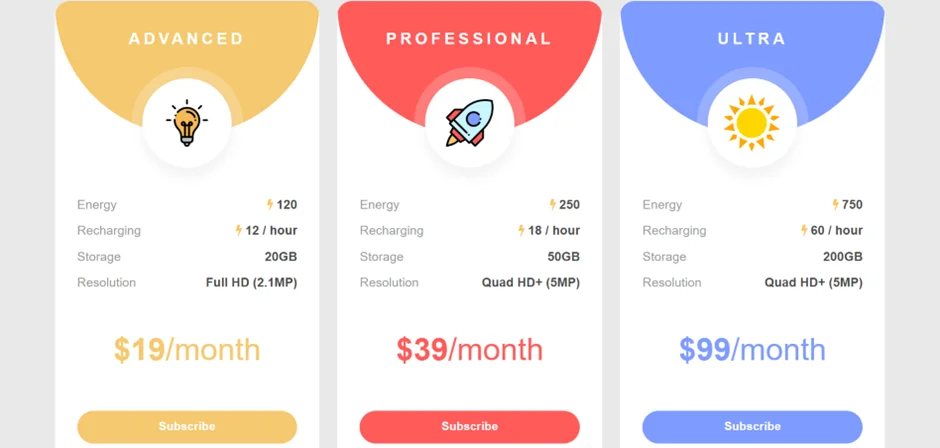 ADVANCED
Energy 120
Recharging 12 / hour
Storage 20GB
Resolution Full HD (2.1MP)
$19/month
Subscribe
PROFESSIONAL
Energy 250
Recharging 18 / hour
Storage 50GB
Resolution Quad HD+ (5MP)
$39/month
Subscribe
ULTRA
Energy 750
Recharging 60 / hour
Storage 200GB
Resolution Quad HD+ (5MP)
$99/month
Subscribe